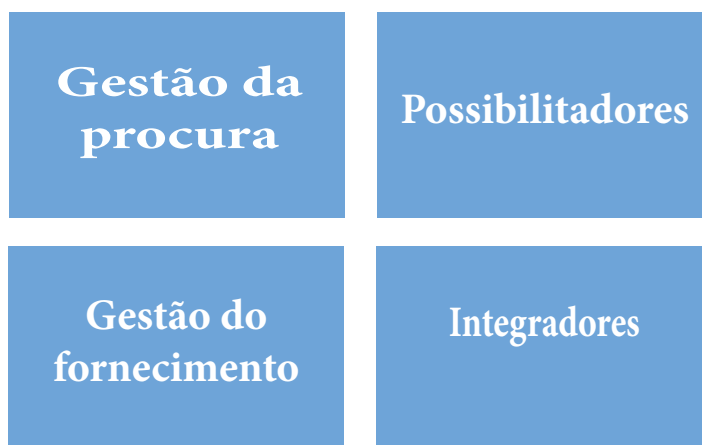 Gestão da
procura
Possibilitadores
Gestão do
fornecimento
Integradores